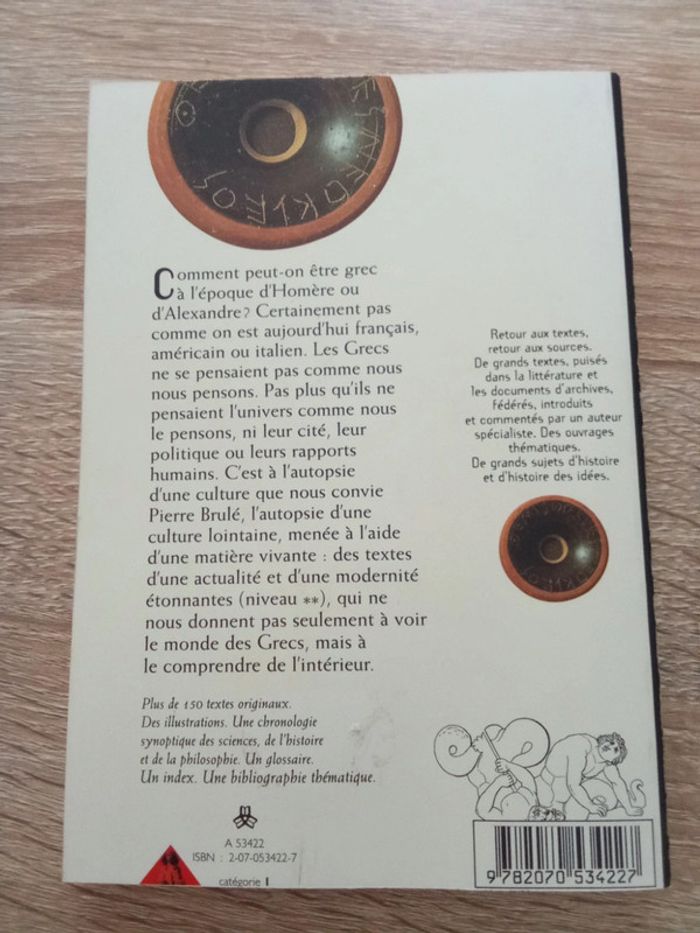 Comment peut-on être grec
à l'époque d'Homère ou
d'Alexandre? Certainement pas
comme on est aujourd'hui français,
américain ou italien. Les Grecs
ne se pensaient pas comme nous
nous pensons. Pas plus qu'ils ne
pensaient l'univers comme nous
le pensons, ni leur cité, leur
politique ou leurs rapports
humains. C'est à l'autopsie
d'une culture que nous convie
Pierre Brulé, l'autopsie d'une
culture lointaine, menée à l'aide
d'une matière vivante : des textes
d'une actualité et d'une modernité
étonnantes (niveau **), qui ne
nous donnent pas seulement à voir
le monde des Grecs, mais à
le comprendre de l'intérieur.
Plus de 150 textes originaux.
Des illustrations. Une chronologie
synoptique des sciences, de l'histoire
et de la philosophie. Un glossaire.
Un index. Une bibliographie thématique.
A 53422
ISBN : 2-07-053422-7
catégorie I
Retour aux textes,
retour aux sources.
De grands textes, puisés
dans la littérature et
les documents d'archives,
fédérés, introduits
et commentés par un auteur
spécialiste. Des ouvrages
thématiques.
De grands sujets d'histoire
et d'histoire des idées.
9 782070 534227